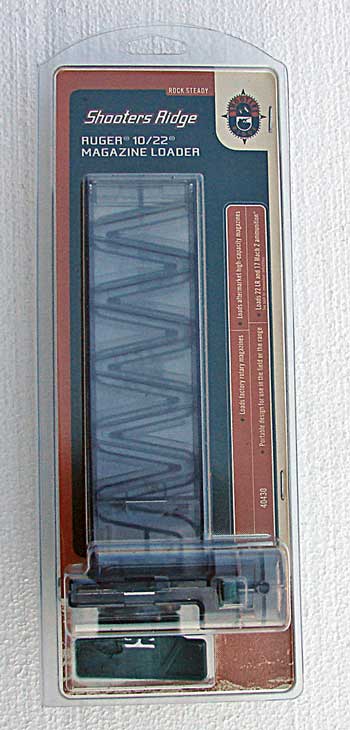 ROCK STEADY
Shooters Ridge
RUGER® 10/22®
MAGAZINE LOADER
• Loads factory rotary magazines
• Loads aftermarket high-capacity magazines
• Portable design for use in the field or the range
• Loads 22 LR and 17 Mach 2 ammunition*
40430